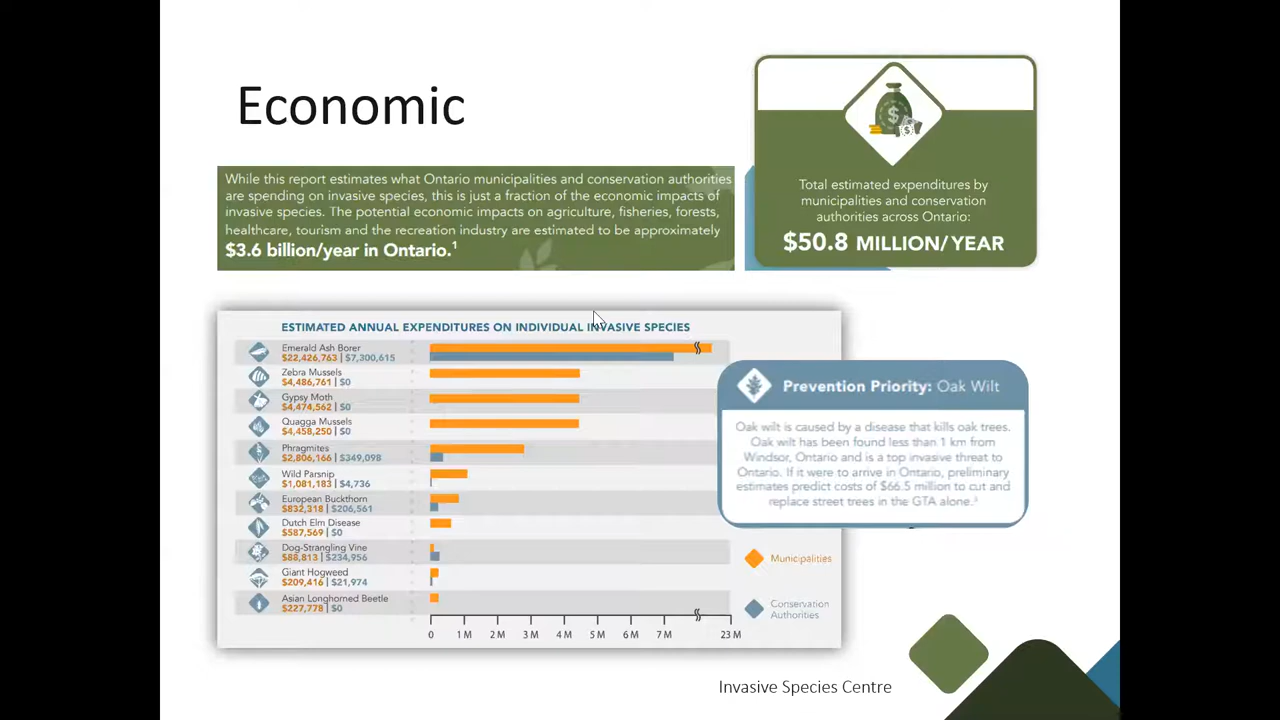 Economic
While this report estimates what Ontario municipalities and conservation authorities
are spending on invasive species, this is just a fraction of the economic impacts of
invasive species. The potential economic impacts on agriculture, fisheries, forests,
healthcare, tourism and the recreation industry are estimated to be approximately
$3.6 billion/year in Ontario.¹
Total estimated expenditures by
municipalities and conservation
authorities across Ontario:
$50.8 MILLION/YEAR
ESTIMATED ANNUAL EXPENDITURES ON INDIVIDUAL INVASIVE SPECIES
Emerald Ash Borer
$22,426,763 | $7,300,615
Zebra Mussels
$4,486,761 | $0
Gypsy Moth
$4,474,562 | $0
Quagga Mussels
$4,458,250 | $0
Phragmites
$2,806,166 | $349,098
Wild Parsnip
$1,081,183 | $4,736
European Buckthorn
$832,318 | $206,561
Dutch Elm Disease
$587,569 | $0
Dog-Strangling Vine
$88,813 | $234,956
Giant Hogweed
$209,416 | $21,974
Asian Longhorned Beetle
$227,778 | $0
0 1 M 2 M 3 M 4 M 5 M 6 M 7 M 23 M
Municipalities
Conservation
Authorities
Prevention Priority: Oak Wilt
Oak wilt is caused by a disease that kills oak trees.
Oak wilt has been found less than 1 km from
Windsor, Ontario and is a top invasive threat to
Ontario. If it were to arrive in Ontario, preliminary
estimates predict costs of $66.5 million to cut and
replace street trees in the GTA alone.³
Invasive Species Centre